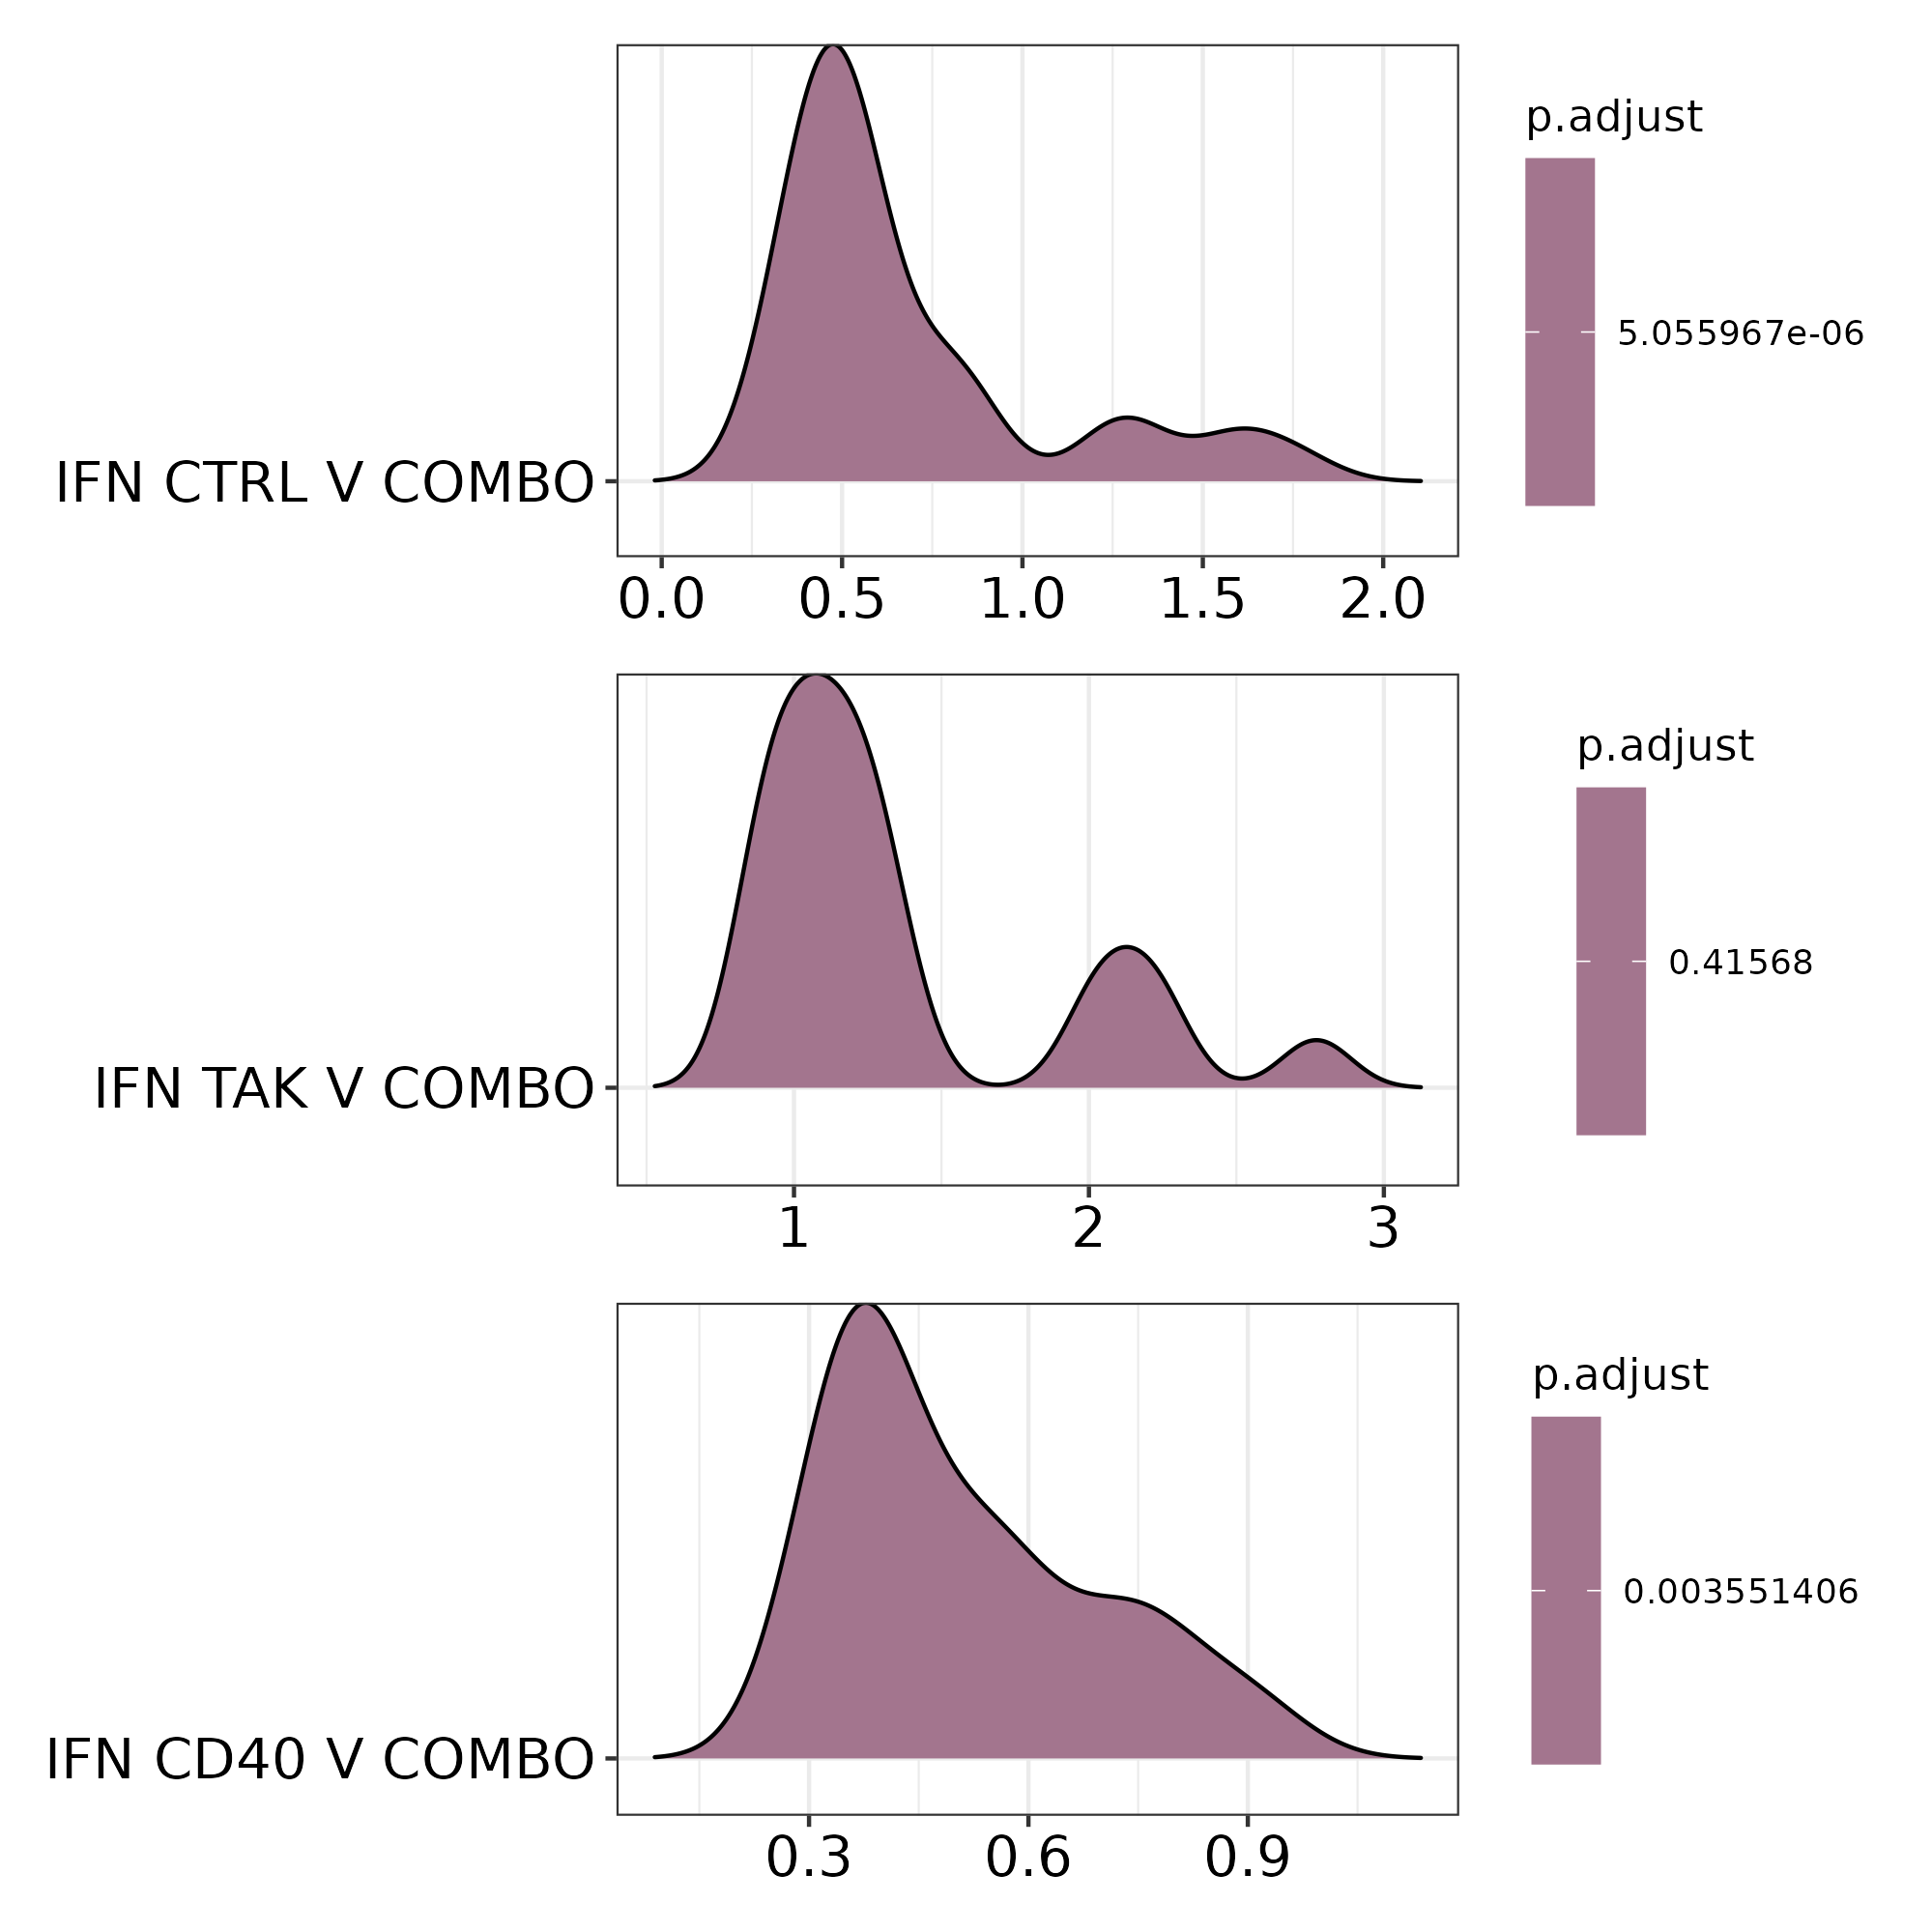 p.adjust
5.055967e-06
IFN CTRL V COMBO
0.0 0.5 1.0 1.5 2.0
p.adjust
0.41568
IFN TAK V COMBO
1 2 3
p.adjust
0.003551406
IFN CD40 V COMBO
0.3 0.6 0.9